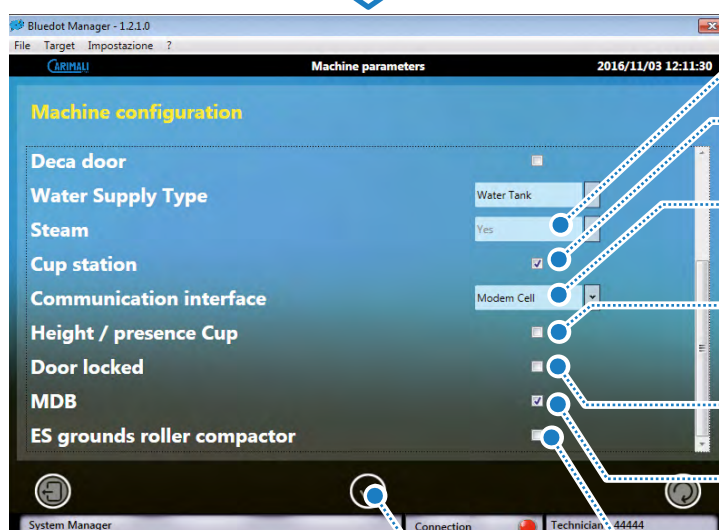 Bluedot Manager - 1.2.1.0
File Target Impostazione ?
CARIMALI Machine parameters 2016/11/03 12:11:30
Machine configuration
Deca door
Water Supply Type Water Tank
Steam Yes
Cup station
Communication interface Modem Cell
Height / presence Cup
Door locked
MDB
ES grounds roller compactor
System Manager Connection Technician 44444